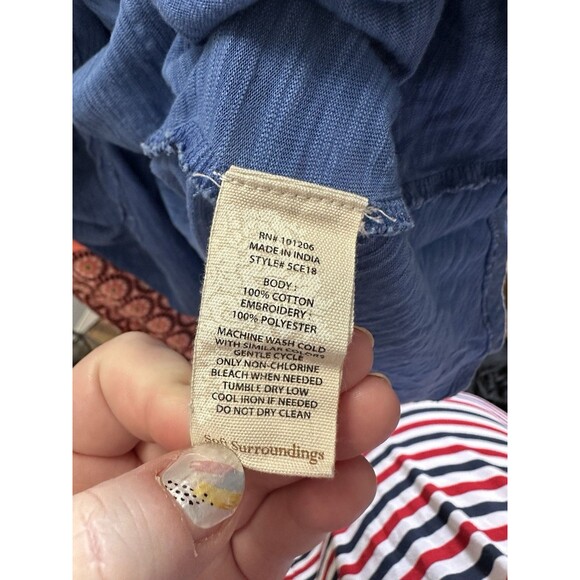 RN# 101206
MADE IN INDIA
STYLE# 5CE18
BODY :
100% COTTON
EMBROIDERY :
100% POLYESTER
MACHINE WASH COLD
WITH SIMILAR COLORS
GENTLE CYCLE
ONLY NON-CHLORINE
BLEACH WHEN NEEDED
TUMBLE DRY LOW
COOL IRON IF NEEDED
DO NOT DRY CLEAN
Soft Surroundings